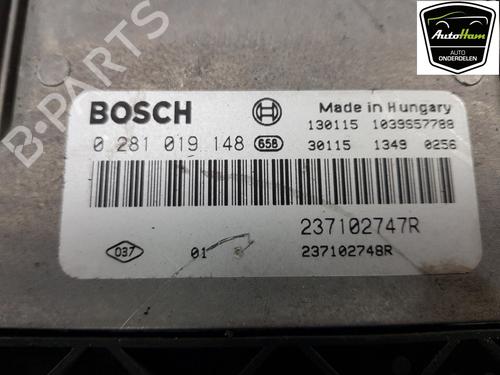 AutoHam
AUTO
ONDERDELEN
B-PARTS
BOSCH
Made in Hungary
130115 1039S57788
0 281 019 148 658
30115 1349 0256
237102747R
037 01
237102748R